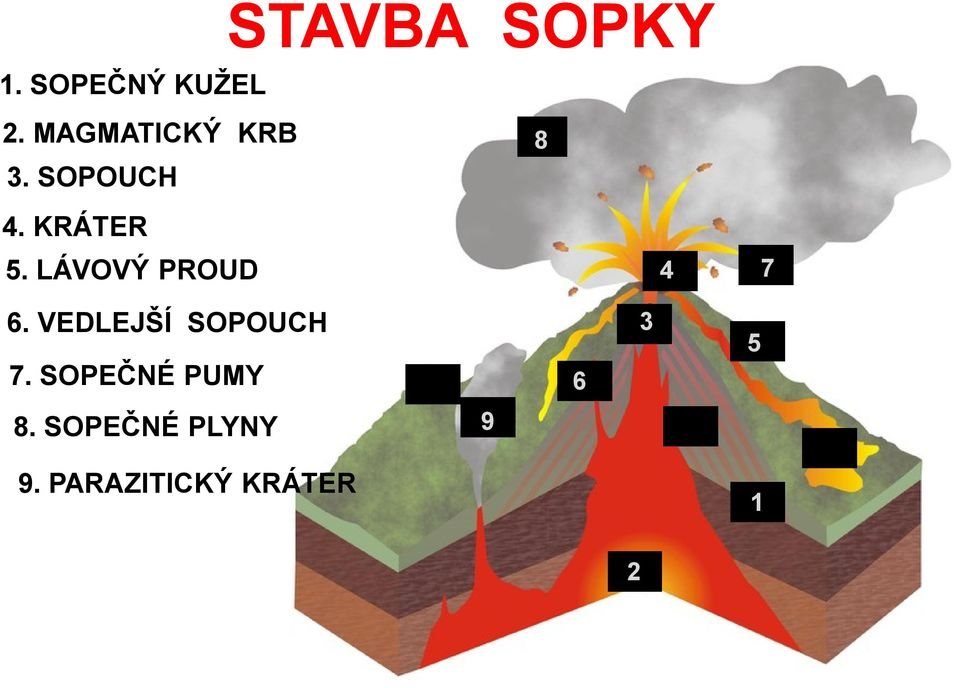 STAVBA SOPKY
1. SOPEČNÝ KUŽEL
2. MAGMATICKÝ KRB
3. SOPOUCH
4. KRÁTER
5. LÁVOVÝ PROUD
6. VEDLEJŠÍ SOPOUCH
7. SOPEČNÉ PUMY
8. SOPEČNÉ PLYNY
9. PARAZITICKÝ KRÁTER
8
4
7
3
5
6
9
1
2